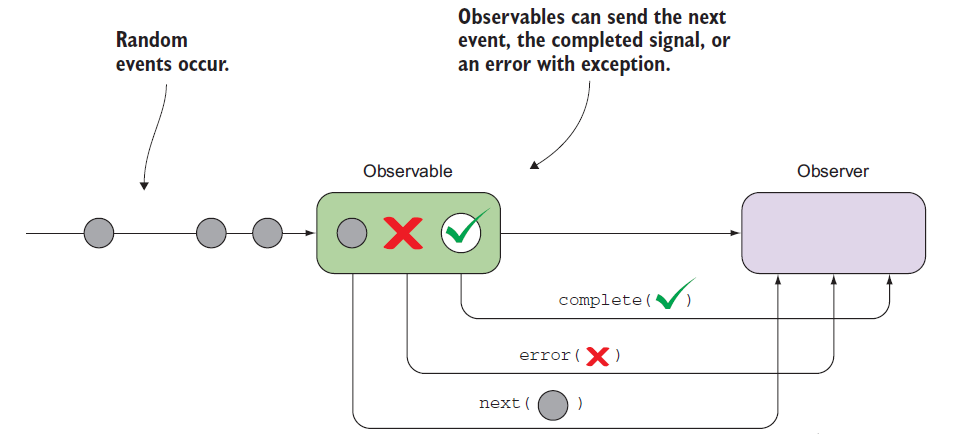 Random
events occur.
Observables can send the next
event, the completed signal, or
an error with exception.
Observable
Observer
complete( )
error( )
next( )